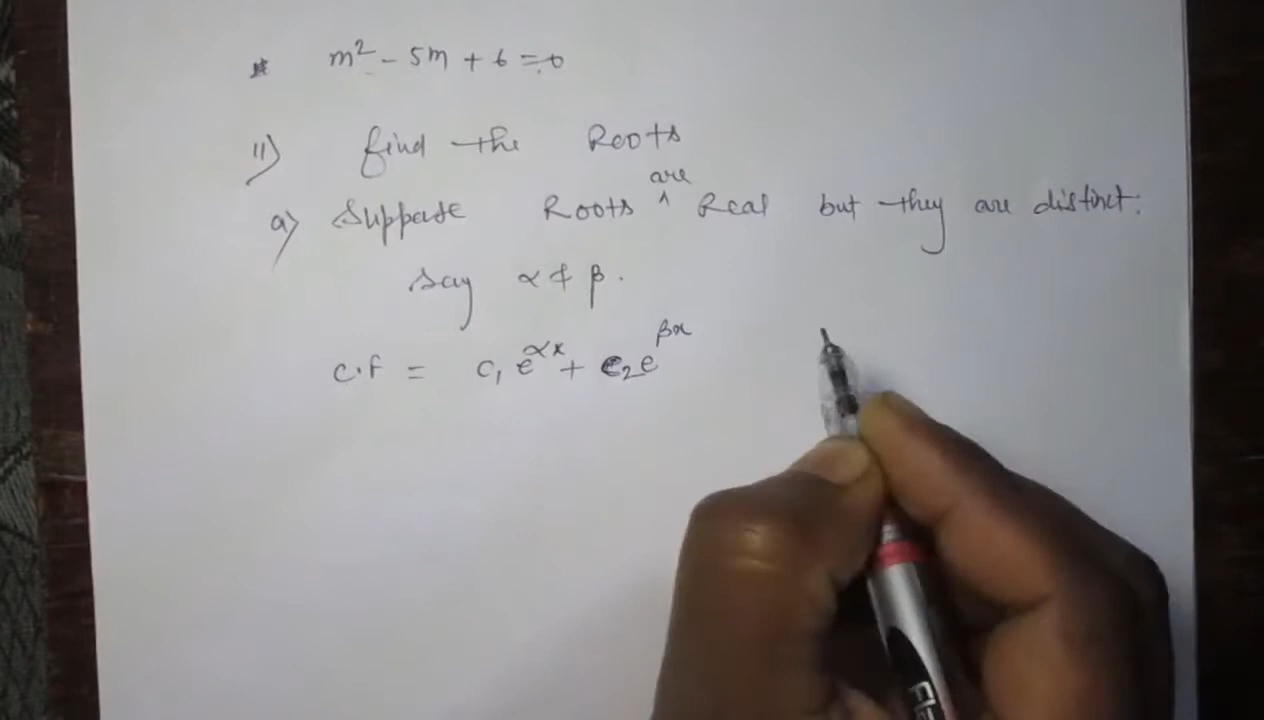 * m² - 5m + 6 = 0
11) find the Roots
a) Suppose Roots are Real but they are distinct.
Say α & β.
C.F = C₁ e^αx + C₂ e^βx